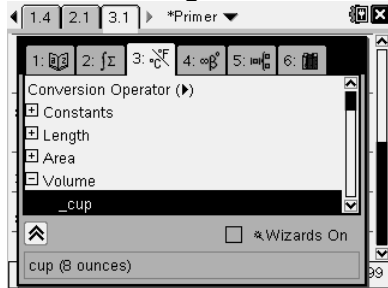 1.4 2.1 3.1 *Primer
1: 2: ∫Σ 3: °C°F 4: ∞β° 5: 6:
Conversion Operator (▶)
Constants
Length
Area
Volume
_cup
Wizards On
cup (8 ounces)
99